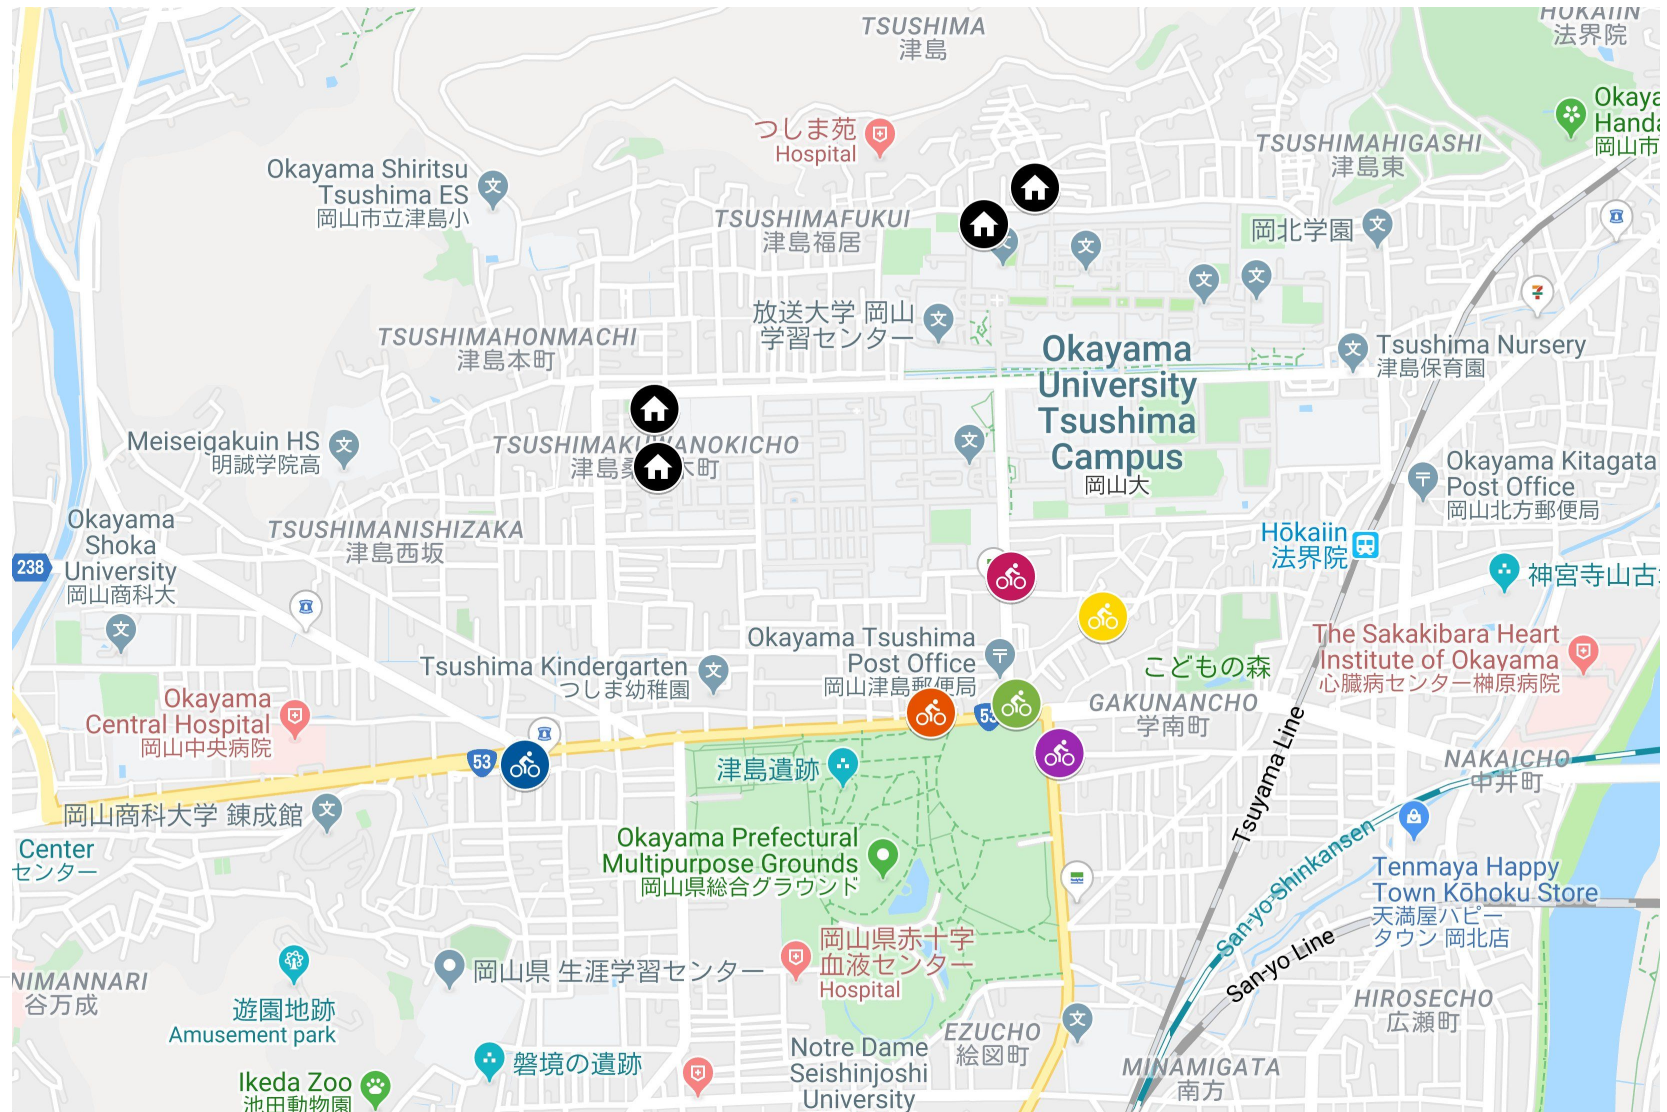 TSUSHIMA
津島
HOKAIIN
法界院
つしま苑
Hospital
Okayama Shiritsu
Tsushima ES
岡山市立津島小
TSUSHIMAFUKUI
津島福居
TSUSHIMAHIGASHI
津島東
岡北学園
Okaya
Handa
岡山市
放送大学 岡山
学習センター
TSUSHIMAHONMACHI
津島本町
Okayama
University
Tsushima
Campus
岡山大
Tsushima Nursery
津島保育園
Meiseigakuin HS
明誠学院高
TSUSHIMAKUWANOKICHO
津島桑
木町
TSUSHIMANISHIZAKA
津島西坂
Okayama Kitagata
Post Office
岡山北方郵便局
Okayama
Shoka
University
岡山商科大
238
Hōkaiin
法界院
神宮寺山古
Okayama Tsushima
Post Office
岡山津島郵便局
Tsushima Kindergarten
つしま幼稚園
こどもの森
The Sakakibara Heart
Institute of Okayama
心臓病センター榊原病院
Okayama
Central Hospital
岡山中央病院
GAKUNANCHO
学南町
53
53
津島遺跡
NAKAICHO
中井町
Tsuyama Line
岡山商科大学 錬成館
Center
センター
Okayama Prefectural
Multipurpose Grounds
岡山県総合グラウンド
San-yo Shinkansen
Tenmaya Happy
Town Kōhoku Store
天満屋ハピー
タウン 岡北店
San-yo Line
岡山県赤十字
血液センター
Hospital
岡山県 生涯学習センター
NIMANNARI
谷万成
遊園地跡
Amusement park
HIROSECHO
広瀬町
EZUCHO
絵図町
磐境の遺跡
Notre Dame
Seishinjoshi
University
MINAMIGATA
南方
Ikeda Zoo
池田動物園